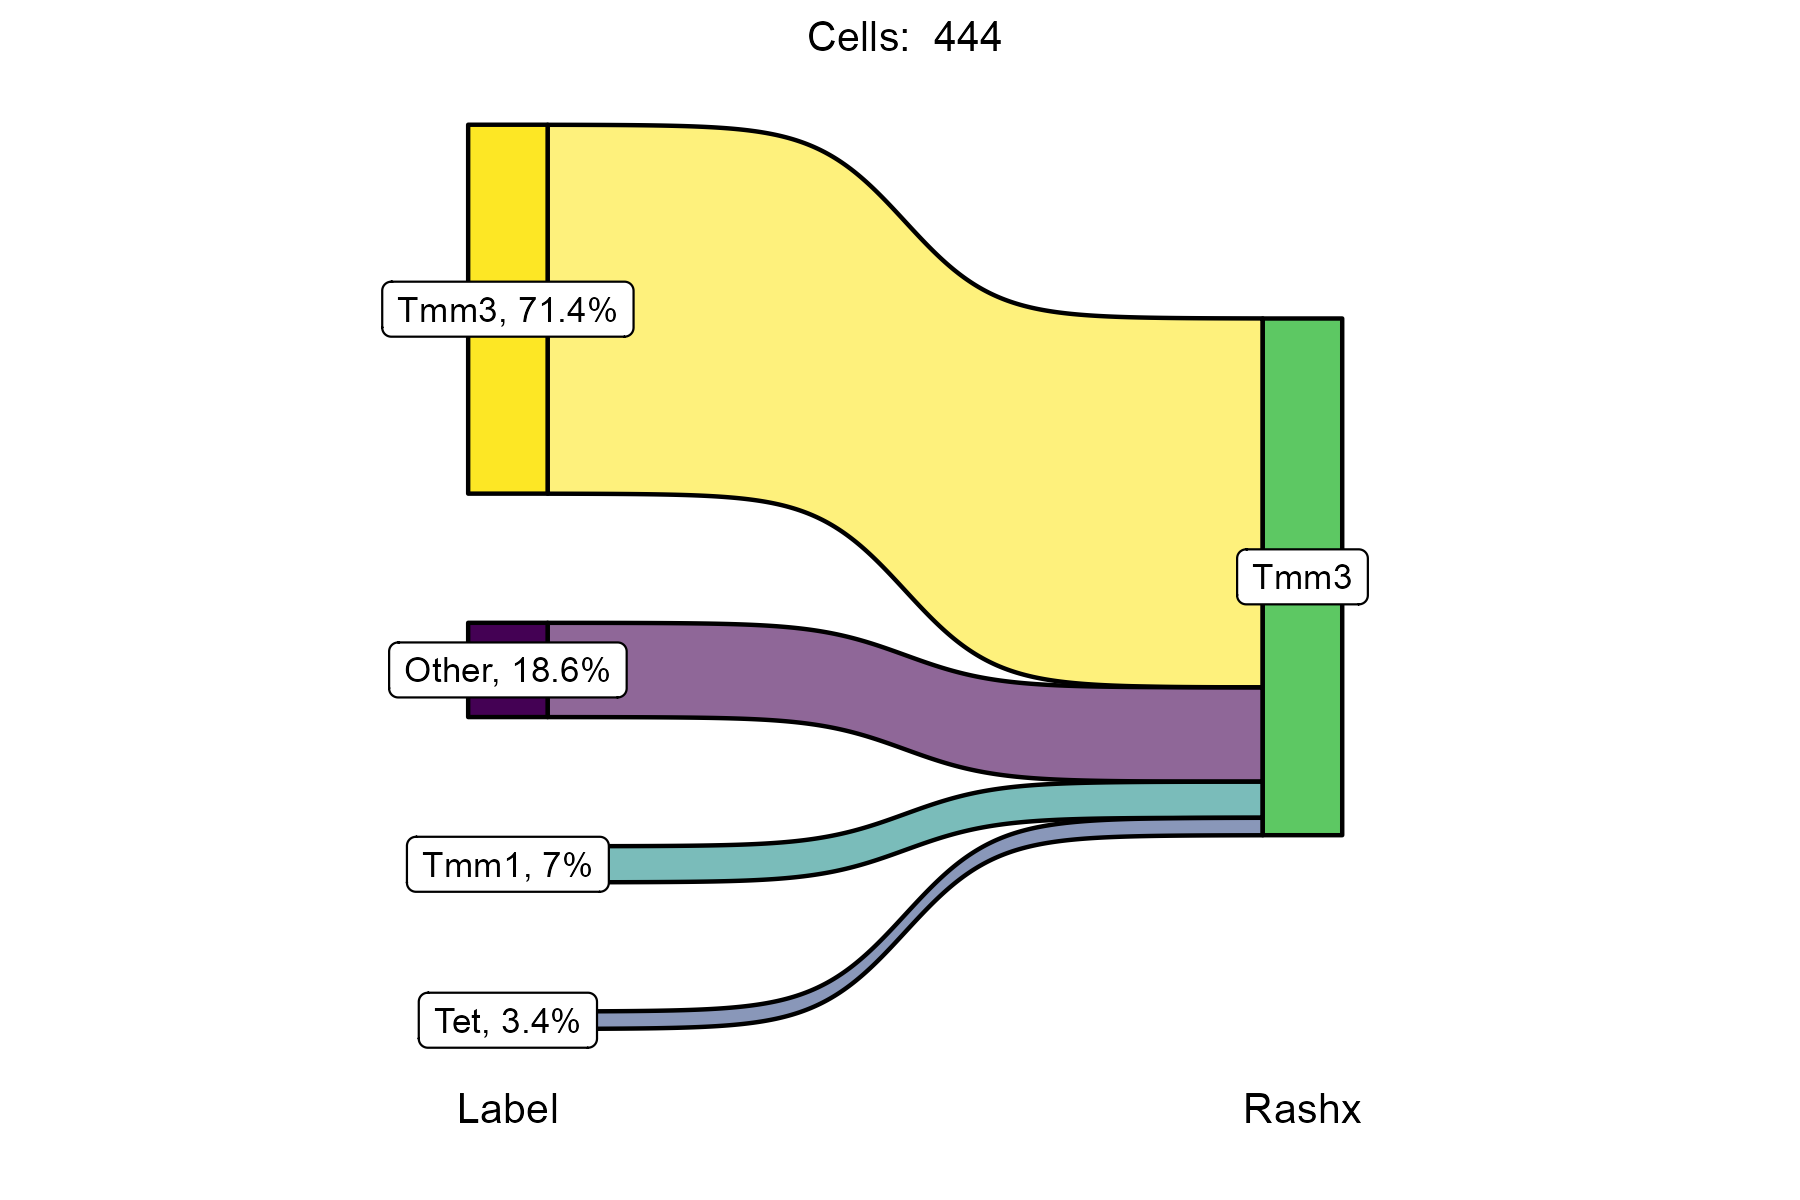 Cells:  444
Tmm3, 71.4%
Tmm3
Other, 18.6%
Tmm1, 7%
Tet, 3.4%
Label
Rashx